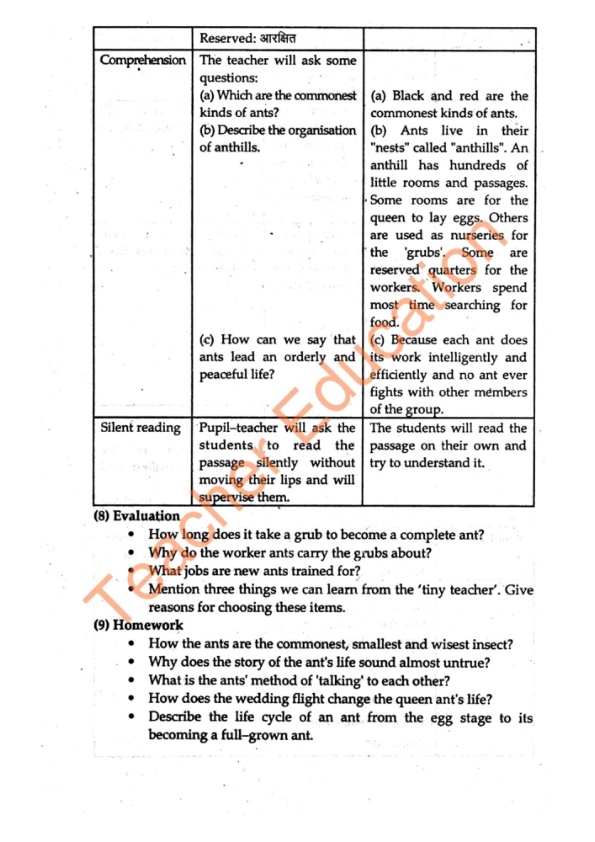 Reserved: आरक्षित
Comprehension
The teacher will ask some
questions:
(a) Which are the commonest
kinds of ants?
(b) Describe the organisation
of anthills.
(c) How can we say that
ants lead an orderly and
peaceful life?
(a) Black and red are the
commonest kinds of ants.
(b) Ants live in their
"nests" called "anthills". An
anthill has hundreds of
little rooms and passages.
Some rooms are for the
queen to lay eggs. Others
are used as nurseries for
the 'grubs'. Some are
reserved quarters for the
workers. Workers spend
most time searching for
food.
(c) Because each ant does
its work intelligently and
efficiently and no ant ever
fights with other members
of the group.
Silent reading
Pupil–teacher will ask the
students to read the
passage silently without
moving their lips and will
supervise them.
The students will read the
passage on their own and
try to understand it.
(8) Evaluation
• How long does it take a grub to become a complete ant?
• Why do the worker ants carry the grubs about?
• What jobs are new ants trained for?
• Mention three things we can learn from the 'tiny teacher'. Give
reasons for choosing these items.
(9) Homework
• How the ants are the commonest, smallest and wisest insect?
• Why does the story of the ant's life sound almost untrue?
• What is the ants' method of 'talking' to each other?
• How does the wedding flight change the queen ant's life?
• Describe the life cycle of an ant from the egg stage to its
becoming a full–grown ant.
Teacher Education